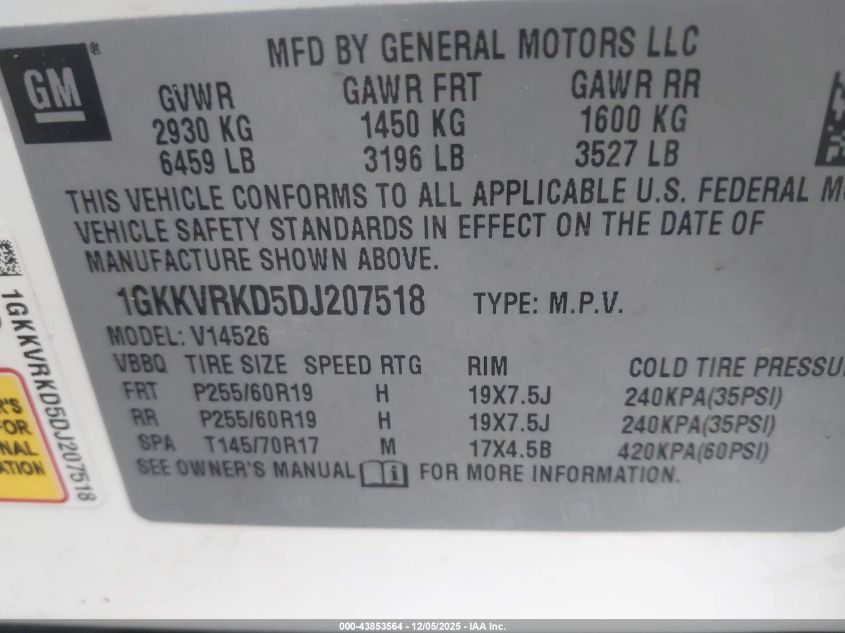 GM ®
MFD BY GENERAL MOTORS LLC
GVWR GAWR FRT GAWR RR
2930 KG 1450 KG 1600 KG
6459 LB 3196 LB 3527 LB
THIS VEHICLE CONFORMS TO ALL APPLICABLE U.S. FEDERAL
VEHICLE SAFETY STANDARDS IN EFFECT ON THE DATE OF
MANUFACTURE SHOWN ABOVE.
1GKKVRKD5DJ207518 TYPE: M.P.V.
MODEL: V14526
VBBQ TIRE SIZE SPEED RTG RIM COLD TIRE PRESSU
FRT P255/60R19 H 19X7.5J 240KPA(35PSI)
RR P255/60R19 H 19X7.5J 240KPA(35PSI)
SPA T145/70R17 M 17X4.5B 420KPA(60PSI)
SEE OWNER'S MANUAL i FOR MORE INFORMATION.
1GKKVRKD5DJ207518
R'S
FOR
NAL
ATION
000-43853564 - 12/05/2025 - IAA Inc.